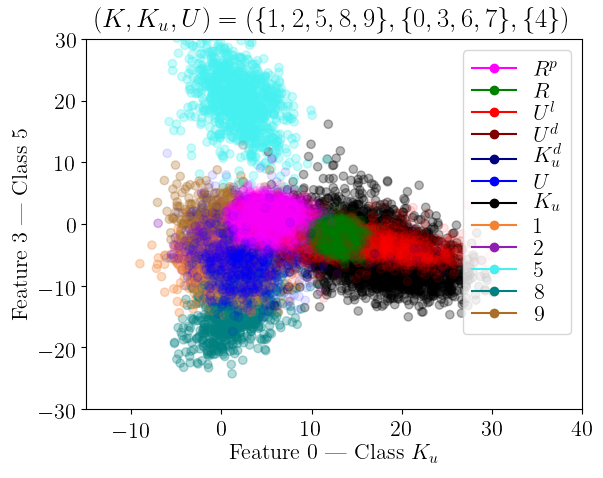 (K, K_u, U) = ({1, 2, 5, 8, 9}, {0, 3, 6, 7}, {4})
30
20
10
0
−10
−20
−30
Feature 3 — Class 5
R^p
R
U^l
U^d
K_u^d
U
K_u
1
2
5
8
9
−10
0
10
20
30
40
Feature 0 — Class K_u